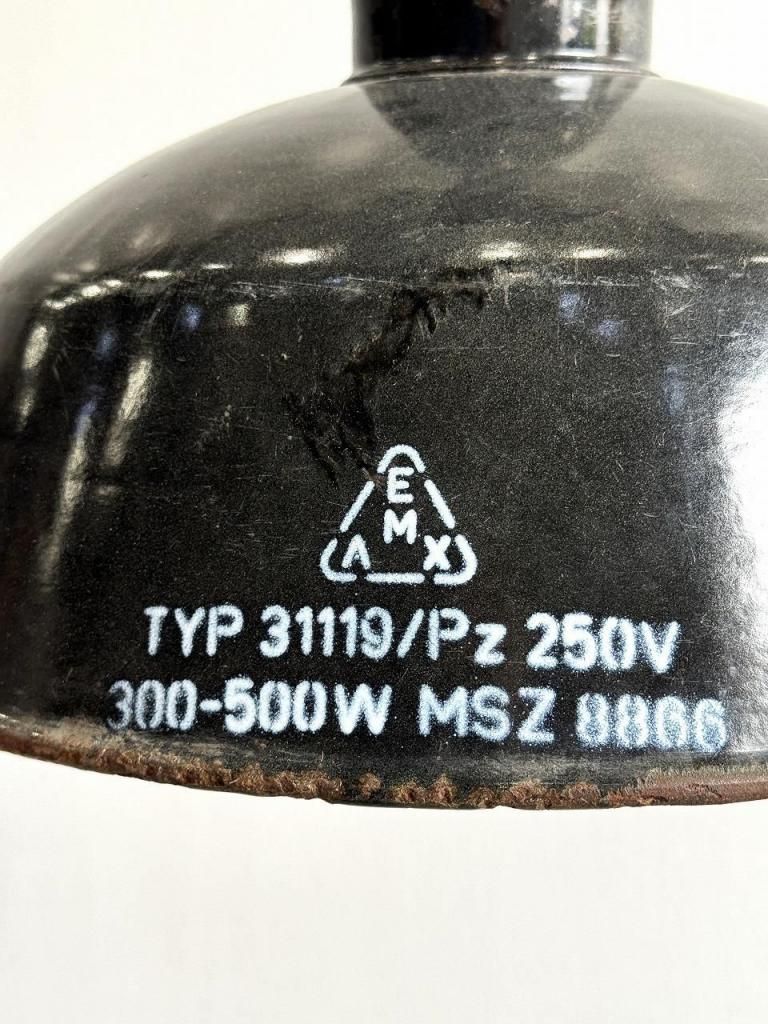 E
M
Λ X
TYP 31119/Pz 250V
300-500W MSZ 8866